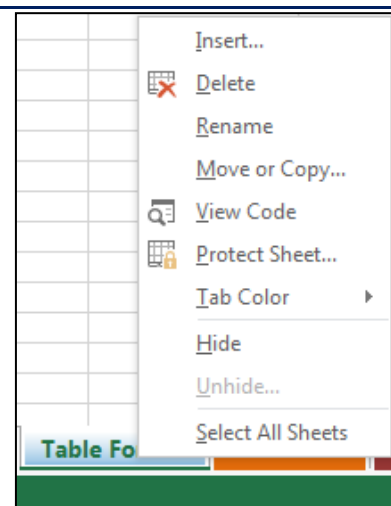 Insert...
Delete
Rename
Move or Copy...
View Code
Protect Sheet...
Tab Color
Hide
Unhide...
Select All Sheets
Table Fo